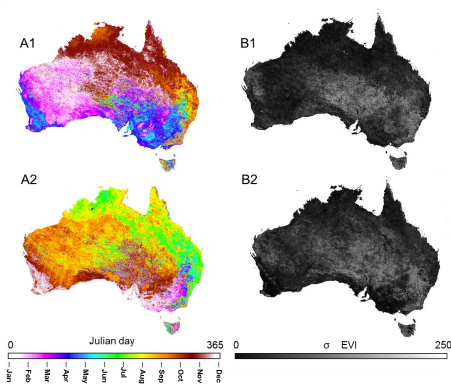 A1
B1
A2
B2
0 Julian day 365
0 σ EVI 250
Jan
Feb
Mar
Apr
May
Jun
Jul
Aug
Sep
Oct
Nov
Dec